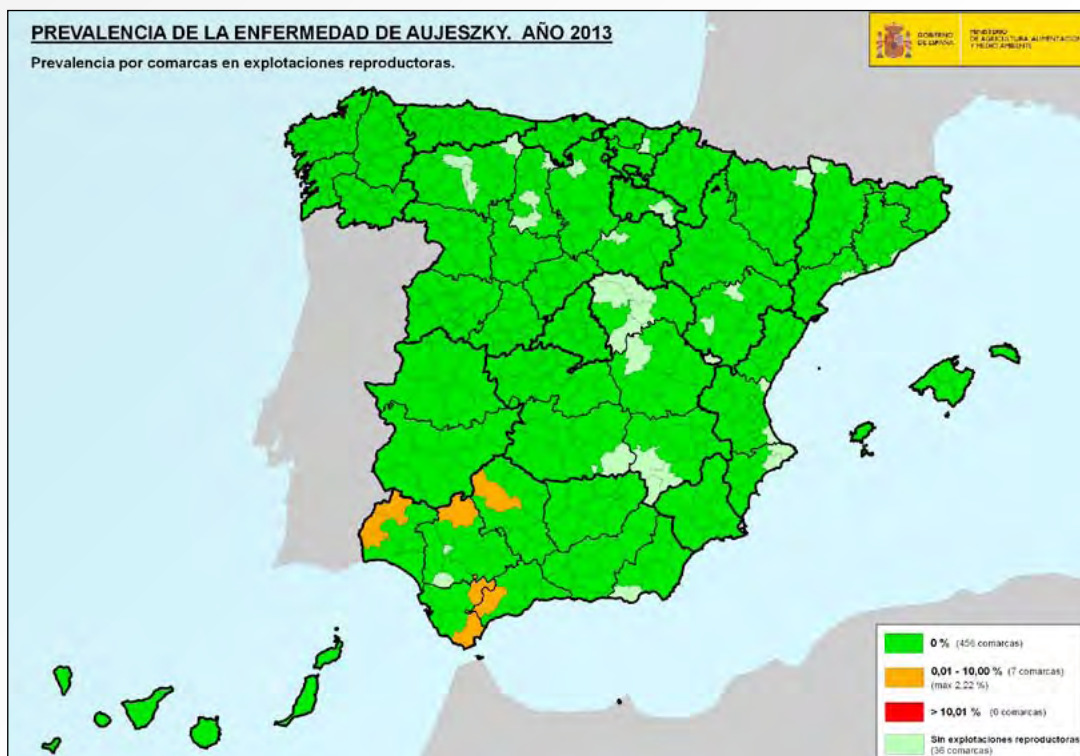 PREVALENCIA DE LA ENFERMEDAD DE AUJESZKY. AÑO 2013
Prevalencia por comarcas en explotaciones reproductoras.
GOBIERNO
DE ESPAÑA
MINISTERIO
DE AGRICULTURA, ALIMENTACIÓN
Y MEDIO AMBIENTE
0 % (456 comarcas)
0,01 - 10,00 % (7 comarcas)
(max 2,22 %)
> 10,01 % (0 comarcas)
Sin explotaciones reproductoras
(36 comarcas)